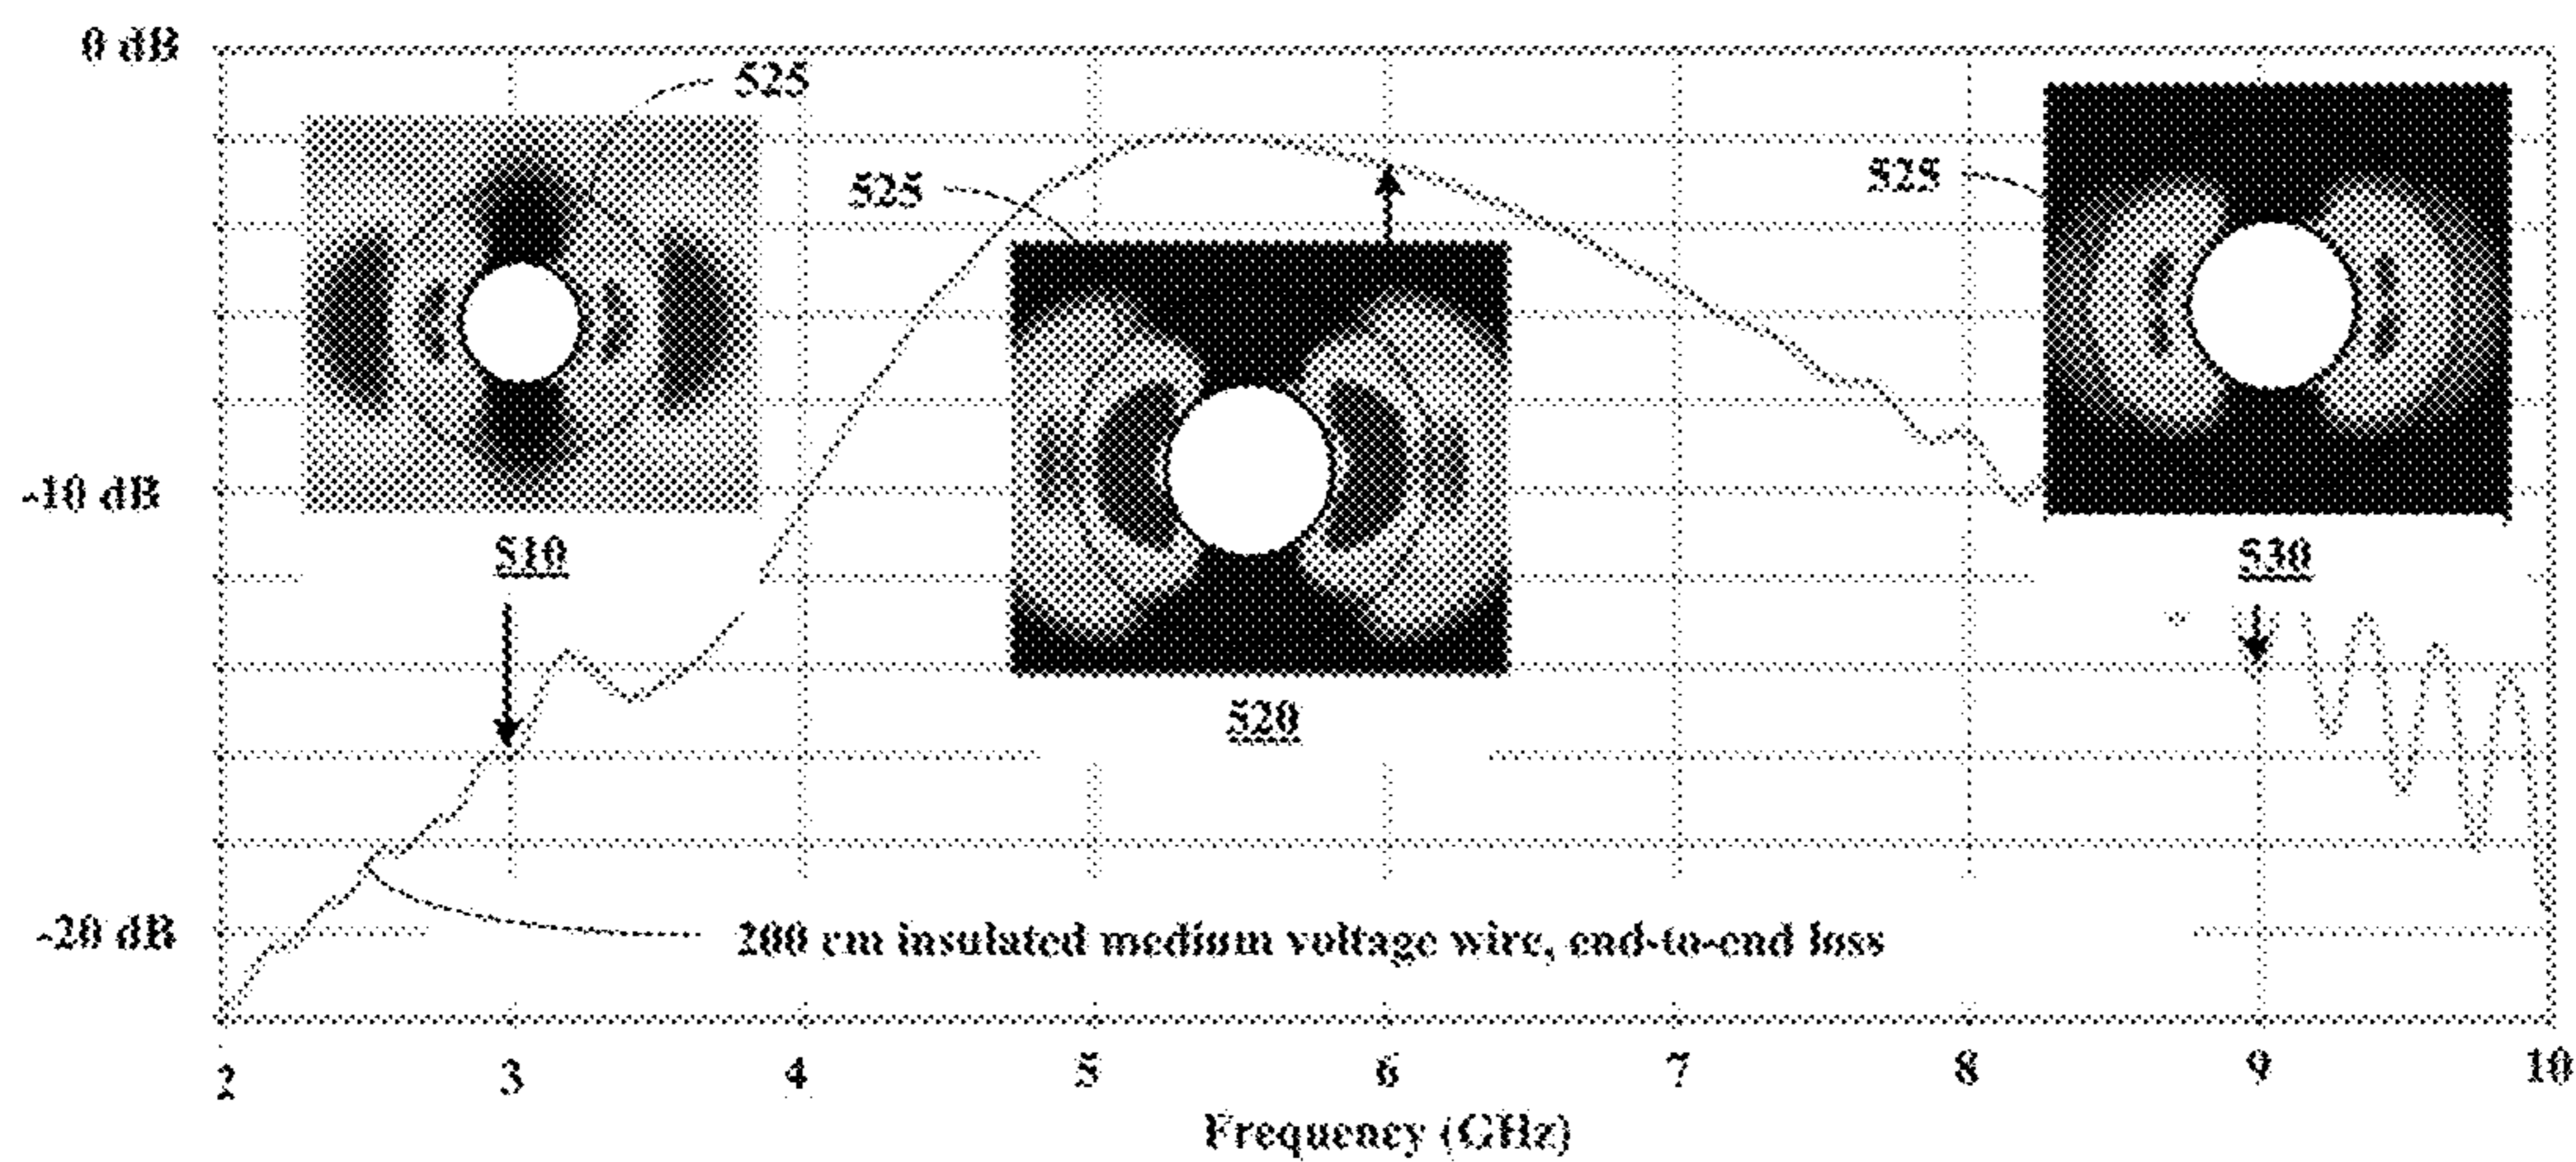 0 dB
525
525
525
-10 dB
510
530
520
-20 dB
200 cm insulated medium voltage wire, end-to-end loss
2 3 4 5 6 7 8 9 10
Frequency (GHz)